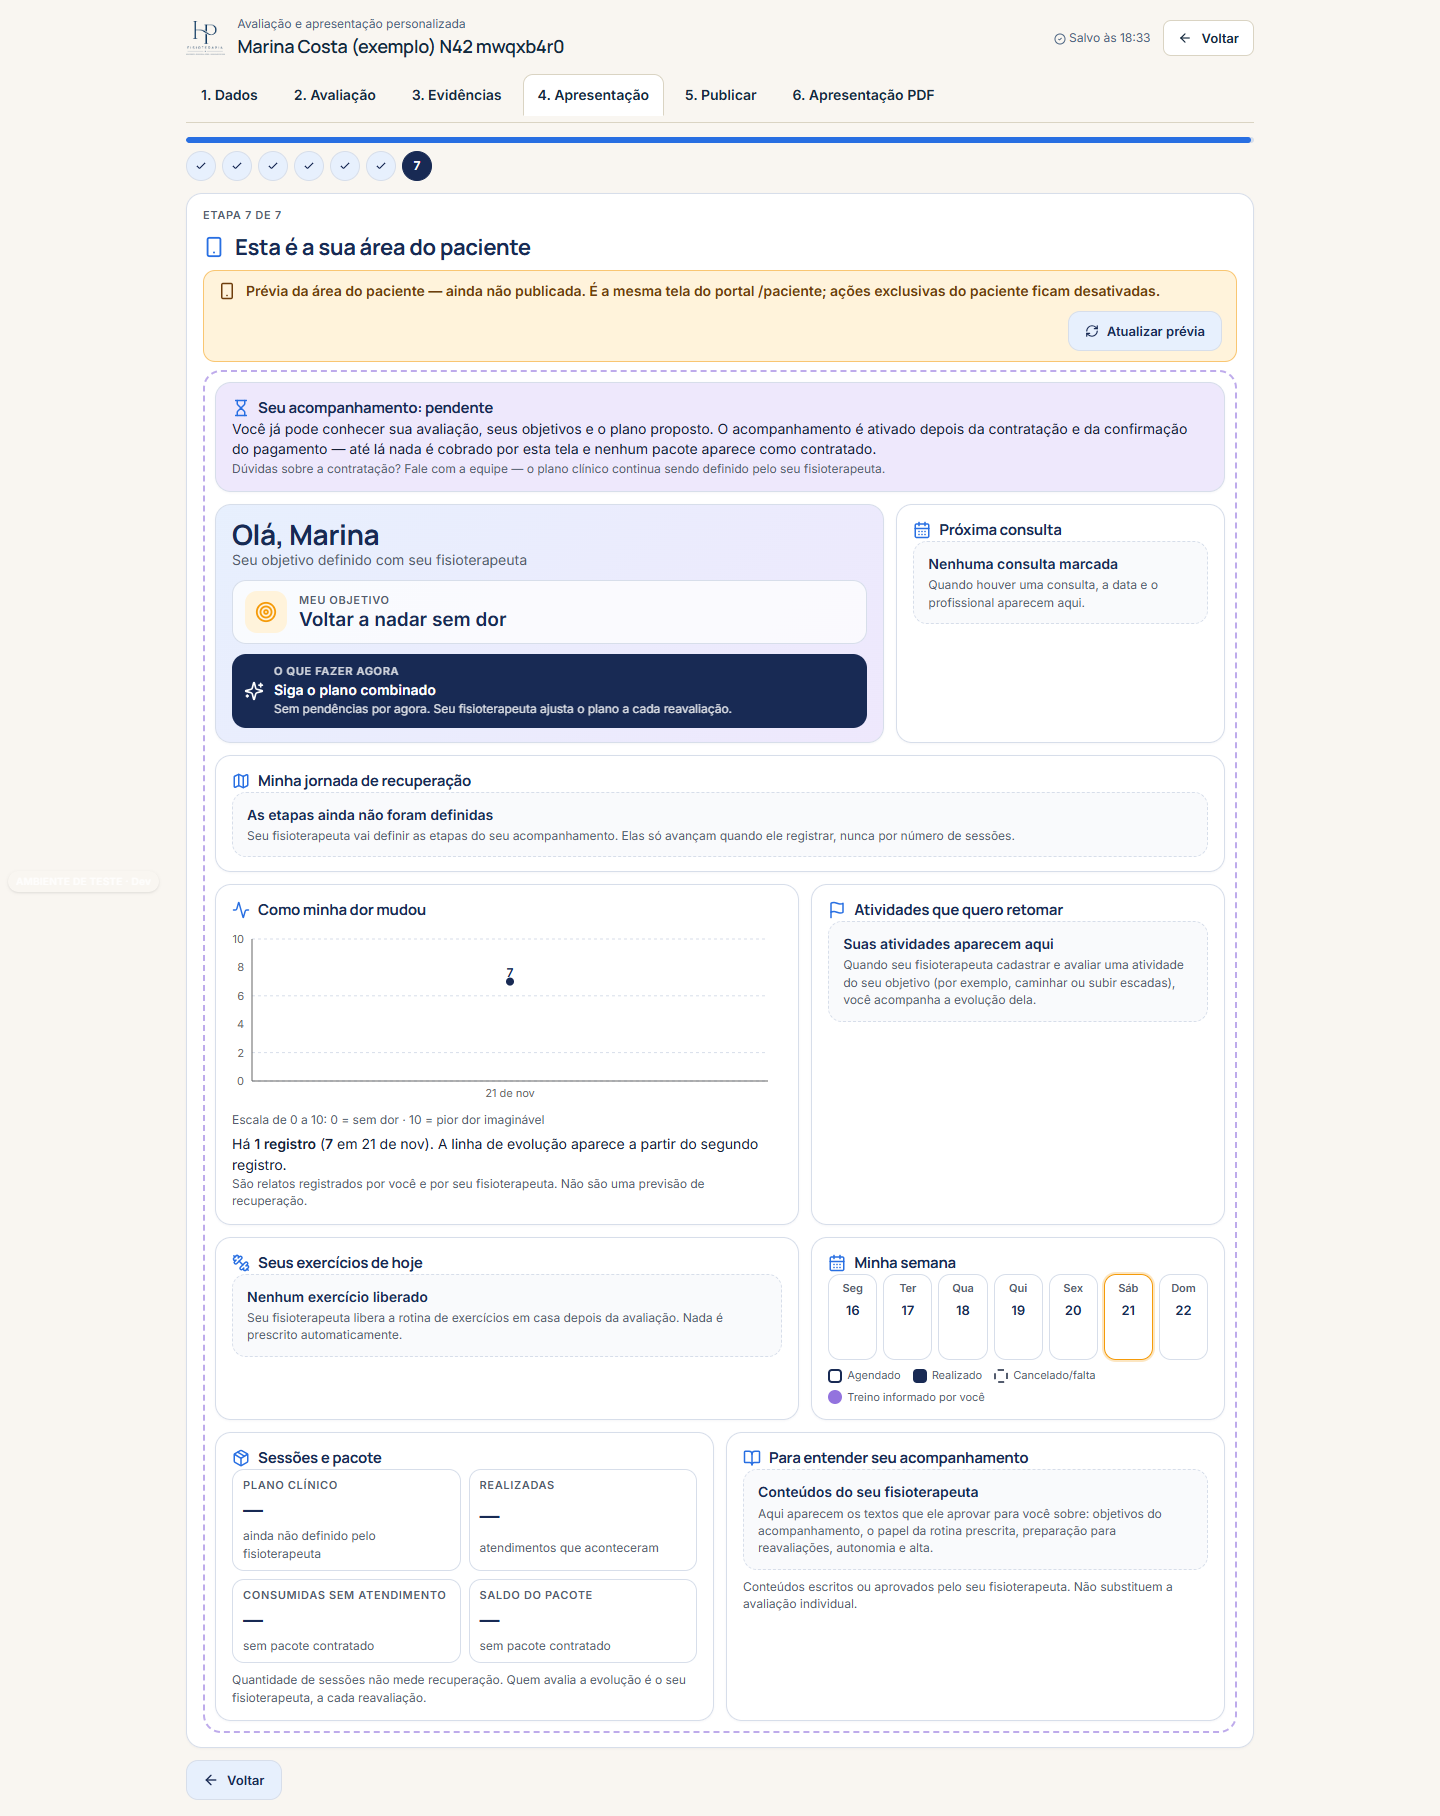 HP
FISIOTERAPIA
Avaliação e apresentação personalizada
Marina Costa (exemplo) N42 mwqxb4r0
Salvo às 18:33
Voltar
1. Dados
2. Avaliação
3. Evidências
4. Apresentação
5. Publicar
6. Apresentação PDF
7
ETAPA 7 DE 7
Esta é a sua área do paciente
Prévia da área do paciente — ainda não publicada. É a mesma tela do portal /paciente; ações exclusivas do paciente ficam desativadas.
Atualizar prévia
Seu acompanhamento: pendente
Você já pode conhecer sua avaliação, seus objetivos e o plano proposto. O acompanhamento é ativado depois da contratação e da confirmação
do pagamento — até lá nada é cobrado por esta tela e nenhum pacote aparece como contratado.
Dúvidas sobre a contratação? Fale com a equipe — o plano clínico continua sendo definido pelo seu fisioterapeuta.
Olá, Marina
Seu objetivo definido com seu fisioterapeuta
MEU OBJETIVO
Voltar a nadar sem dor
O QUE FAZER AGORA
Siga o plano combinado
Sem pendências por agora. Seu fisioterapeuta ajusta o plano a cada reavaliação.
Próxima consulta
Nenhuma consulta marcada
Quando houver uma consulta, a data e o
profissional aparecem aqui.
Minha jornada de recuperação
As etapas ainda não foram definidas
Seu fisioterapeuta vai definir as etapas do seu acompanhamento. Elas só avançam quando ele registrar, nunca por número de sessões.
AMBIENTE DE TESTE · DEV
Como minha dor mudou
10
8
6
4
2
0
7
21 de nov
Escala de 0 a 10: 0 = sem dor · 10 = pior dor imaginável
Há 1 registro (7 em 21 de nov). A linha de evolução aparece a partir do segundo
registro.
São relatos registrados por você e por seu fisioterapeuta. Não são uma previsão de
recuperação.
Atividades que quero retomar
Suas atividades aparecem aqui
Quando seu fisioterapeuta cadastrar e avaliar uma atividade
do seu objetivo (por exemplo, caminhar ou subir escadas),
você acompanha a evolução dela.
Seus exercícios de hoje
Nenhum exercício liberado
Seu fisioterapeuta libera a rotina de exercícios em casa depois da avaliação. Nada é
prescrito automaticamente.
Minha semana
Seg Ter Qua Qui Sex Sáb Dom
16 17 18 19 20 21 22
Agendado Realizado Cancelado/falta
Treino informado por você
Sessões e pacote
PLANO CLÍNICO
—
ainda não definido pelo
fisioterapeuta
REALIZADAS
—
atendimentos que aconteceram
CONSUMIDAS SEM ATENDIMENTO
—
sem pacote contratado
SALDO DO PACOTE
—
sem pacote contratado
Quantidade de sessões não mede recuperação. Quem avalia a evolução é o seu
fisioterapeuta, a cada reavaliação.
Para entender seu acompanhamento
Conteúdos do seu fisioterapeuta
Aqui aparecem os textos que ele aprovar para você sobre: objetivos do
acompanhamento, o papel da rotina prescrita, preparação para
reavaliações, autonomia e alta.
Conteúdos escritos ou aprovados pelo seu fisioterapeuta. Não substituem a
avaliação individual.
Voltar